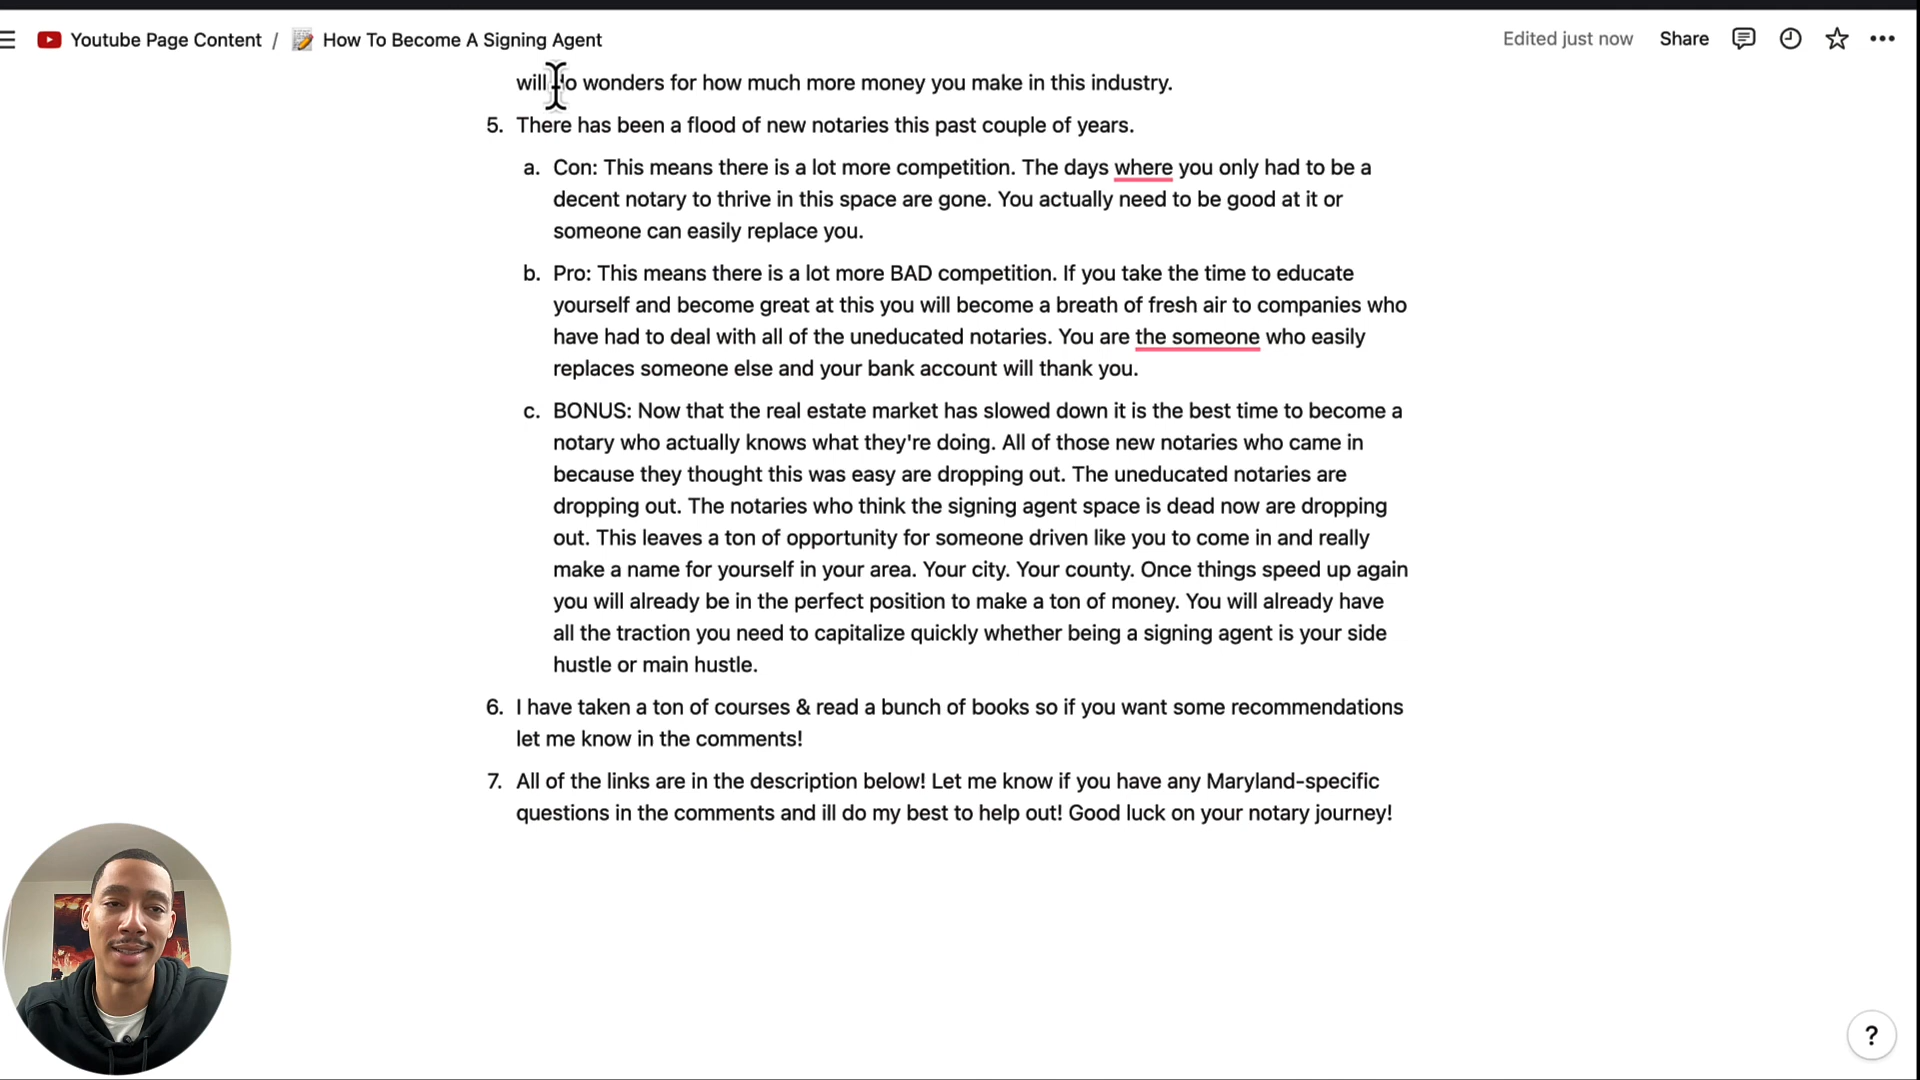 Youtube Page Content / How To Become A Signing Agent
Edited just now Share
will do wonders for how much more money you make in this industry.
5. There has been a flood of new notaries this past couple of years.
a. Con: This means there is a lot more competition. The days where you only had to be a
decent notary to thrive in this space are gone. You actually need to be good at it or
someone can easily replace you.
b. Pro: This means there is a lot more BAD competition. If you take the time to educate
yourself and become great at this you will become a breath of fresh air to companies who
have had to deal with all of the uneducated notaries. You are the someone who easily
replaces someone else and your bank account will thank you.
c. BONUS: Now that the real estate market has slowed down it is the best time to become a
notary who actually knows what they're doing. All of those new notaries who came in
because they thought this was easy are dropping out. The uneducated notaries are
dropping out. The notaries who think the signing agent space is dead now are dropping
out. This leaves a ton of opportunity for someone driven like you to come in and really
make a name for yourself in your area. Your city. Your county. Once things speed up again
you will already be in the perfect position to make a ton of money. You will already have
all the traction you need to capitalize quickly whether being a signing agent is your side
hustle or main hustle.
6. I have taken a ton of courses & read a bunch of books so if you want some recommendations
let me know in the comments!
7. All of the links are in the description below! Let me know if you have any Maryland-specific
questions in the comments and ill do my best to help out! Good luck on your notary journey!
?